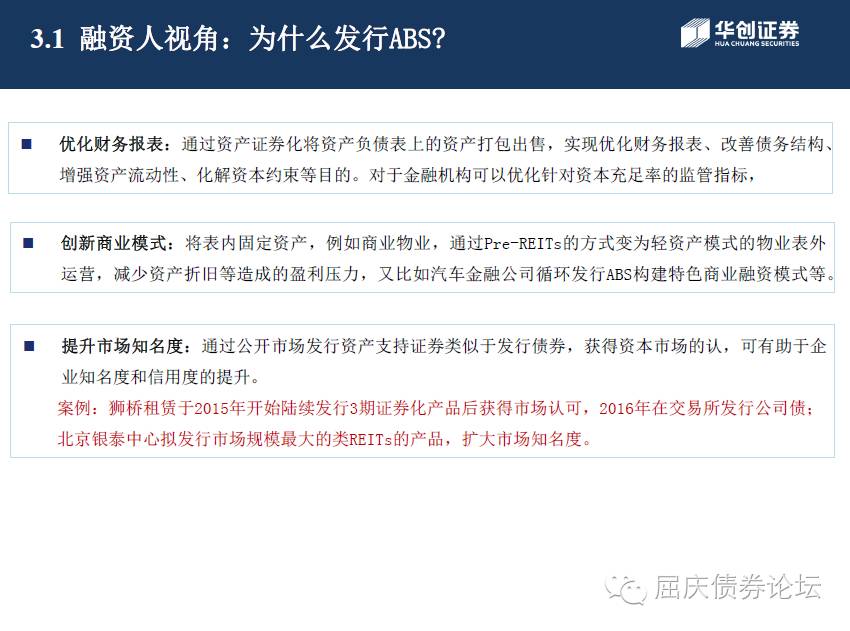 3.1 融资人视角：为什么发行ABS?
华创证券
HUA CHUANG SECURITIES
■ 优化财务报表：通过资产证券化将资产负债表上的资产打包出售，实现优化财务报表、改善债务结构、
增强资产流动性、化解资本约束等目的。对于金融机构可以优化针对资本充足率的监管指标，
■ 创新商业模式：将表内固定资产，例如商业物业，通过Pre-REITs的方式变为轻资产模式的物业表外
运营，减少资产折旧等造成的盈利压力，又比如汽车金融公司循环发行ABS构建特色商业融资模式等。
■ 提升市场知名度：通过公开市场发行资产支持证券类似于发行债券，获得资本市场的认，可有助于企
业知名度和信用度的提升。
案例：狮桥租赁于2015年开始陆续发行3期证券化产品后获得市场认可，2016年在交易所发行公司债；
北京银泰中心拟发行市场规模最大的类REITs的产品，扩大市场知名度。
屈庆债券论坛